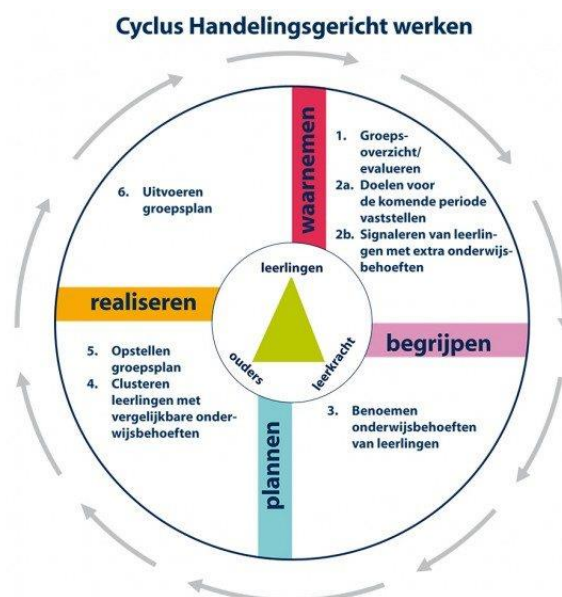 Cyclus Handelingsgericht werken
waarnemen
1. Groeps-
overzicht/
evalueren
2a. Doelen voor
de komende periode
vaststellen
2b. Signaleren van leerlin-
gen met extra onderwijs-
behoeften
begrijpen
3. Benoemen
onderwijsbehoeften
van leerlingen
plannen
5. Opstellen
groepsplan
4. Clusteren
leerlingen met
vergelijkbare onder-
wijsbehoeften
realiseren
6. Uitvoeren
groepsplan
leerlingen
ouders
leerkracht